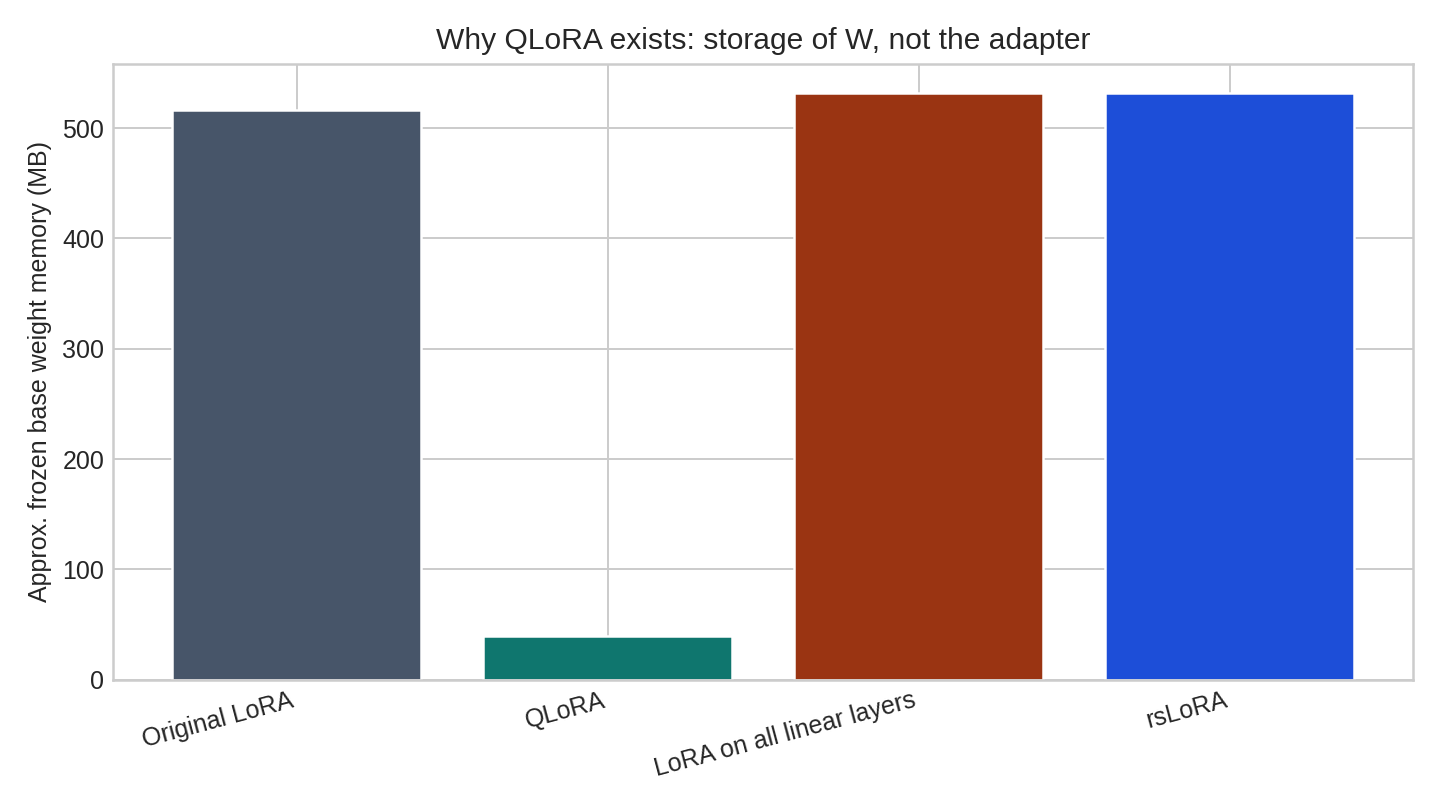 Why QLoRA exists: storage of W, not the adapter
Approx. frozen base weight memory (MB)
500
400
300
200
100
0
Original LoRA
QLoRA
LoRA on all linear layers
rsLoRA